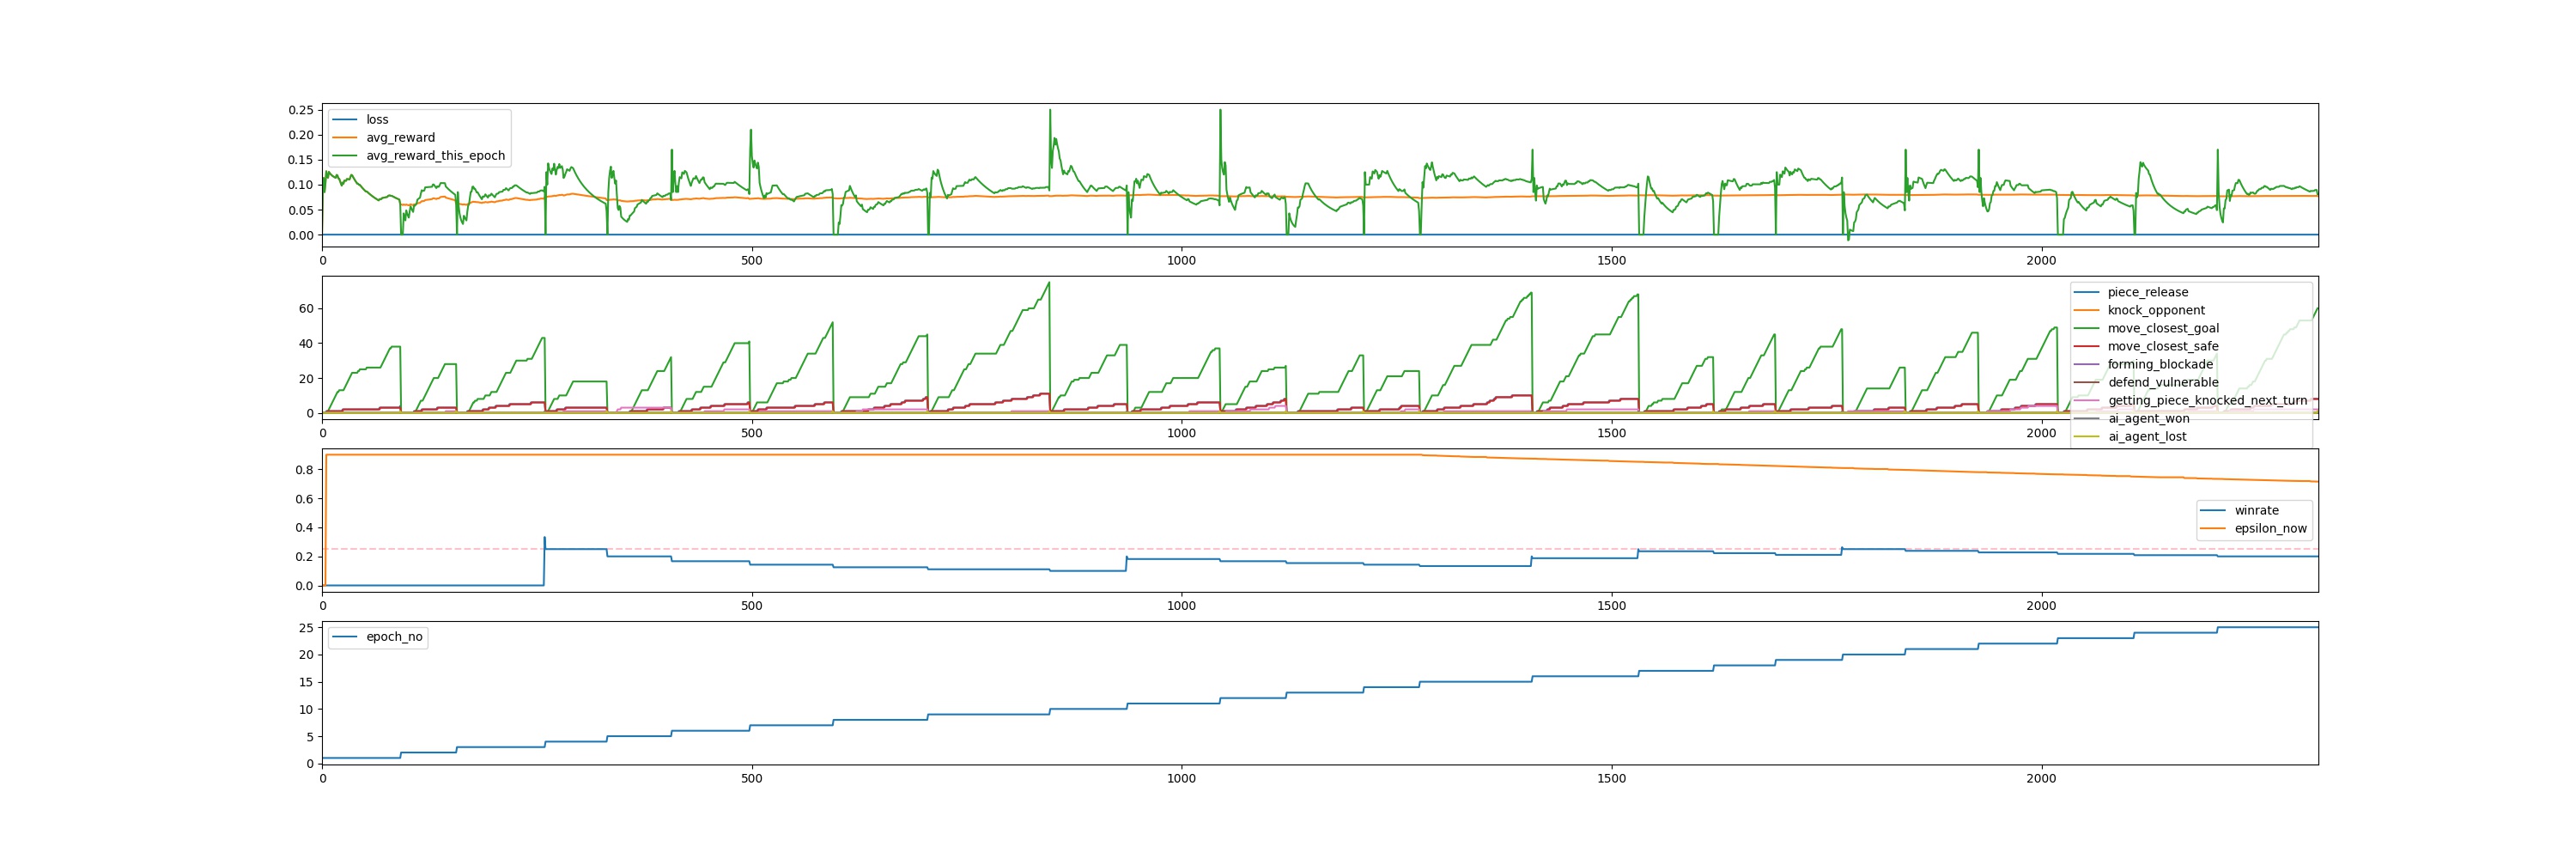 0.25
0.20
0.15
0.10
0.05
0.00
loss
avg_reward
avg_reward_this_epoch
0 500 1000 1500 2000
60
40
20
0
piece_release
knock_opponent
move_closest_goal
move_closest_safe
forming_blockade
defend_vulnerable
getting_piece_knocked_next_turn
ai_agent_won
ai_agent_lost
0 500 1000 1500 2000
0.8
0.6
0.4
0.2
0.0
winrate
epsilon_now
0 500 1000 1500 2000
25
20
15
10
5
0
epoch_no
0 500 1000 1500 2000